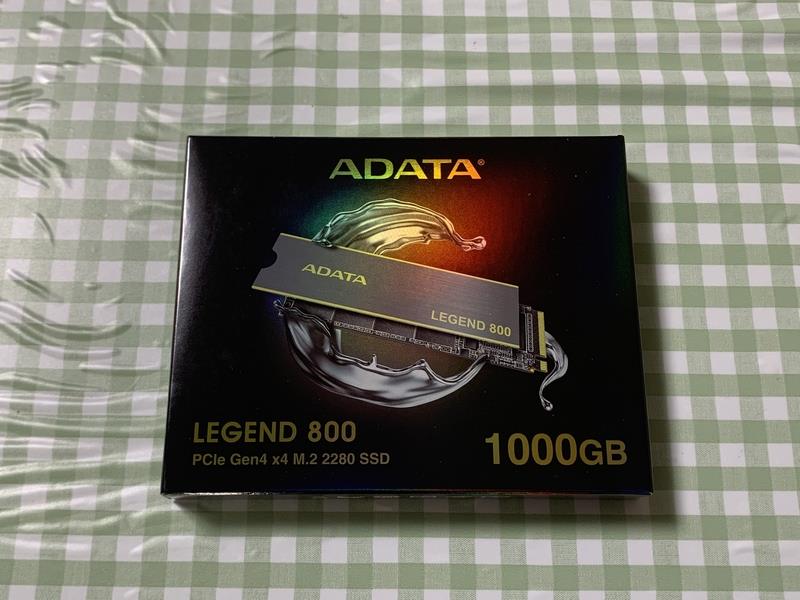 ADATA®
ADATA
LEGEND 800
LEGEND 800
PCIe Gen4 x4 M.2 2280 SSD
1000GB